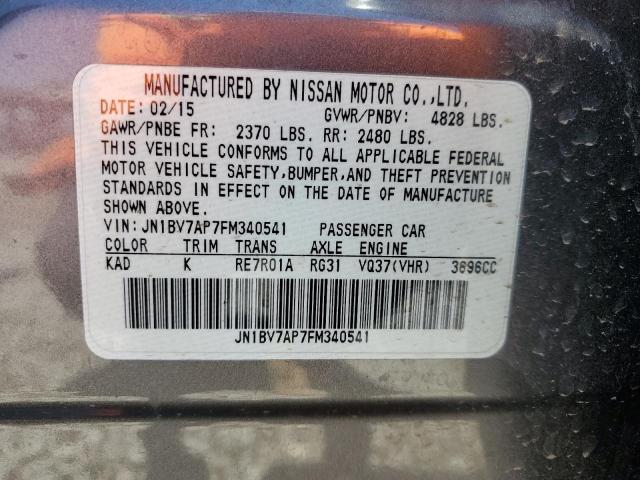 MANUFACTURED BY NISSAN MOTOR CO.,LTD.
DATE: 02/15 GVWR/PNBV: 4828 LBS.
GAWR/PNBE FR: 2370 LBS. RR: 2480 LBS.
THIS VEHICLE CONFORMS TO ALL APPLICABLE FEDERAL
MOTOR VEHICLE SAFETY,BUMPER,AND THEFT PREVENTION
STANDARDS IN EFFECT ON THE DATE OF MANUFACTURE
SHOWN ABOVE.
VIN: JN1BV7AP7FM340541 PASSENGER CAR
COLOR TRIM TRANS AXLE ENGINE
KAD K RE7R01A RG31 VQ37(VHR) 3696CC
JN1BV7AP7FM340541